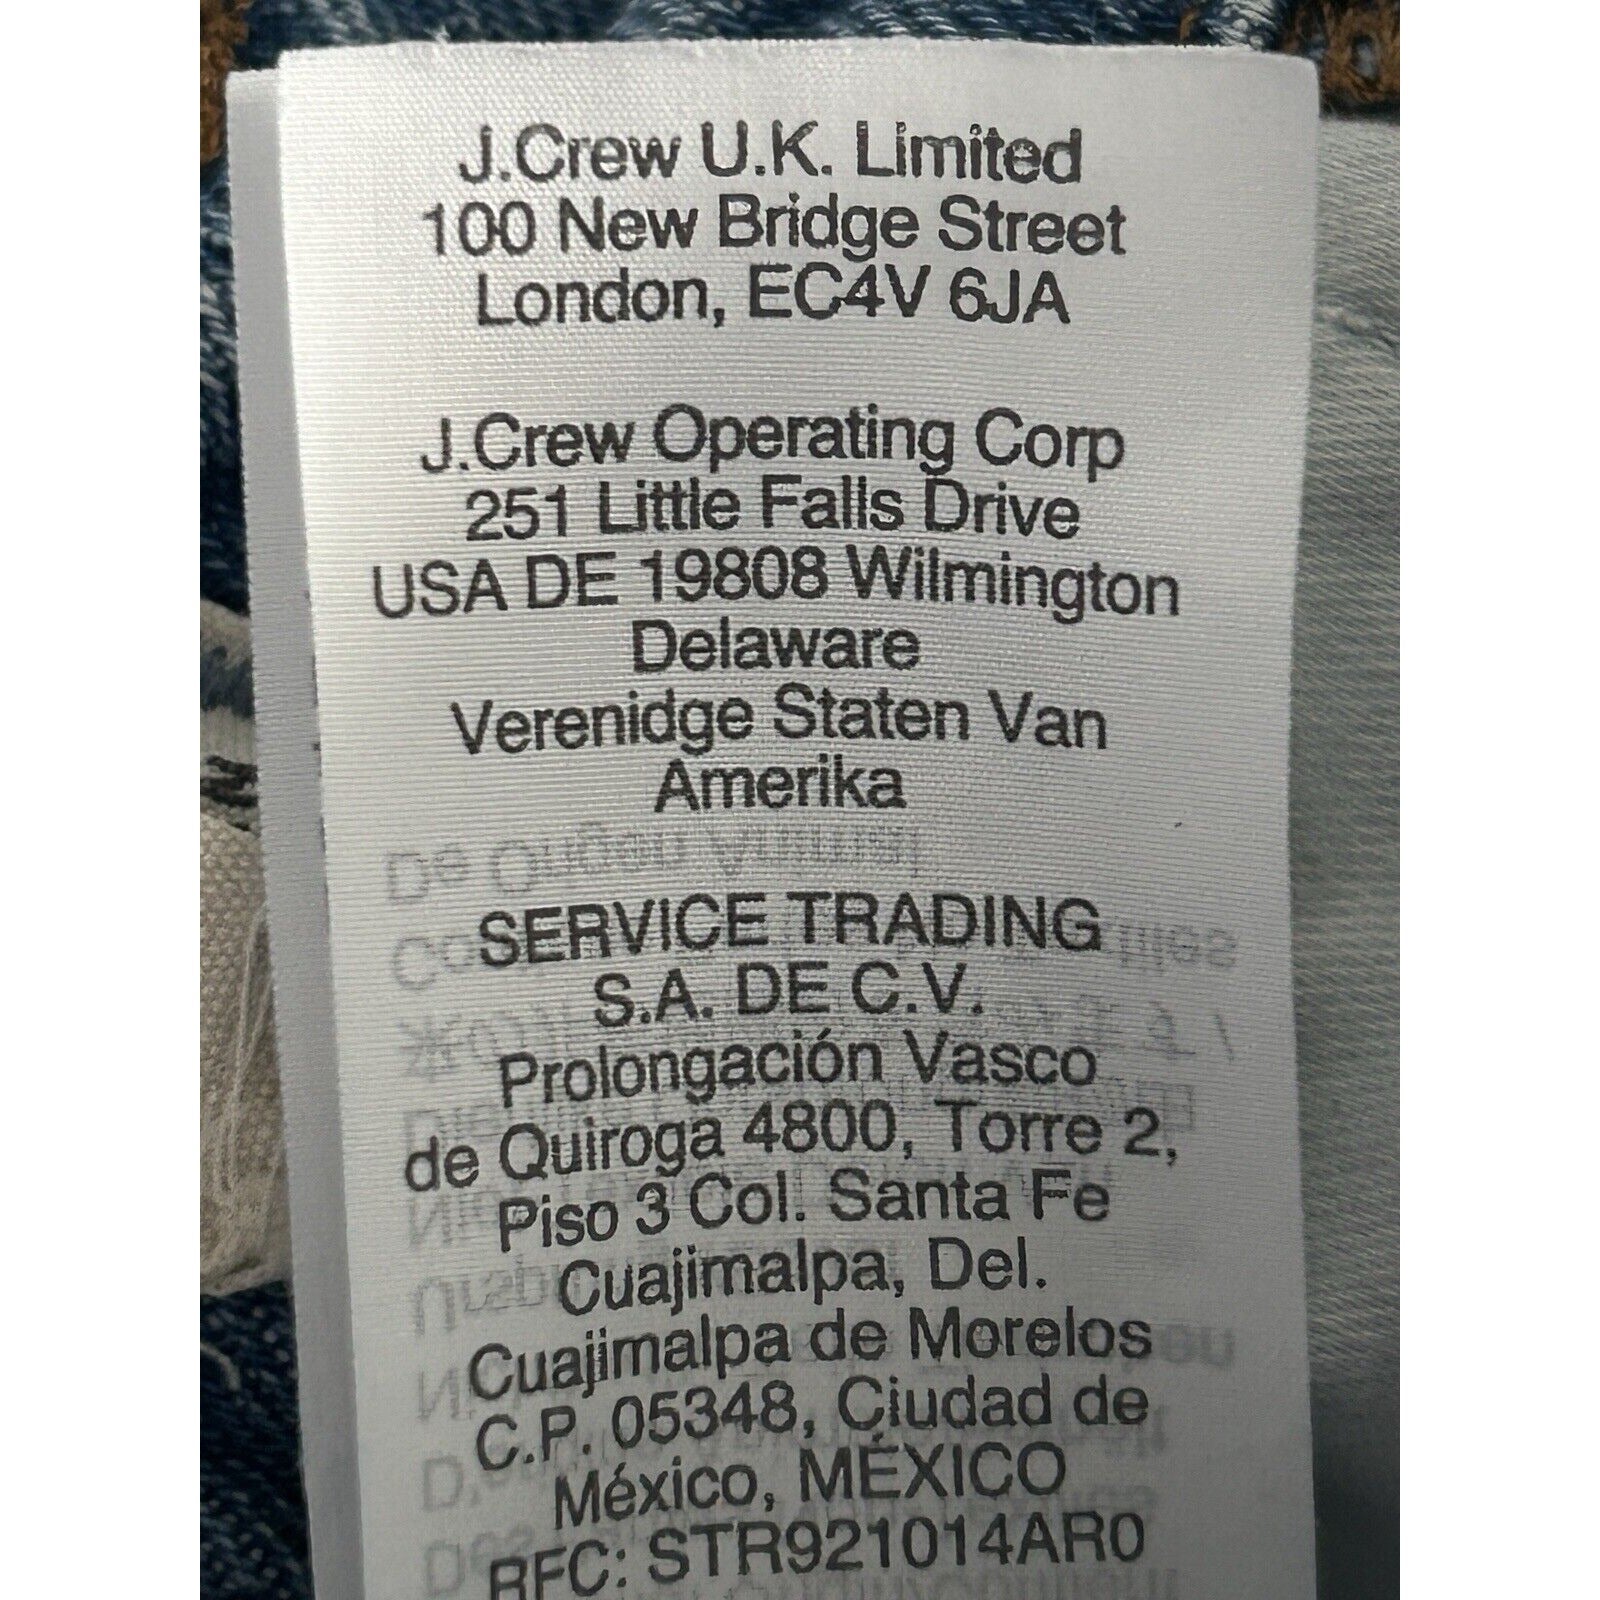 J.Crew U.K. Limited
100 New Bridge Street
London, EC4V 6JA
J.Crew Operating Corp
251 Little Falls Drive
USA DE 19808 Wilmington
Delaware
Verenidge Staten Van
Amerika
SERVICE TRADING
S.A. DE C.V.
Prolongación Vasco
de Quiroga 4800, Torre 2,
Piso 3 Col. Santa Fe
Cuajimalpa, Del.
Cuajimalpa de Morelos
C.P. 05348, Ciudad de
México, MÉXICO
RFC: STR921014AR0